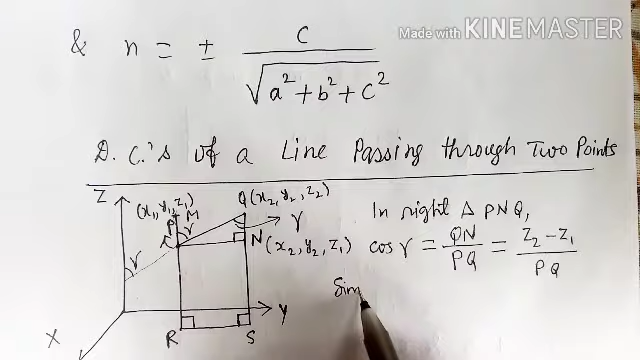 Made with KINEMASTER
& n = ± c / √(a² + b² + c²)
D. C.'s of a Line Passing through Two Points
Z
(x₁, y₁, z₁) M
Q (x₂, y₂, z₂)
P γ
γ
γ
N (x₂, y₂, z₁)
Y
X
R S
In right Δ PNQ,
cos γ = QN / PQ = z₂ − z₁ / PQ
Sim